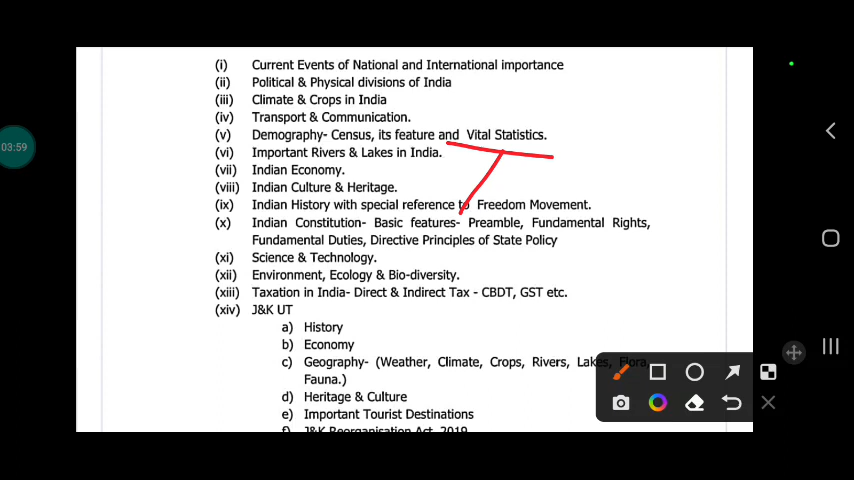 (i) Current Events of National and International importance
(ii) Political & Physical divisions of India
(iii) Climate & Crops in India
(iv) Transport & Communication.
03:59
(v) Demography- Census, its feature and Vital Statistics.
(vi) Important Rivers & Lakes in India.
(vii) Indian Economy.
(viii) Indian Culture & Heritage.
(ix) Indian History with special reference to Freedom Movement.
(x) Indian Constitution- Basic features- Preamble, Fundamental Rights,
Fundamental Duties, Directive Principles of State Policy
(xi) Science & Technology.
(xii) Environment, Ecology & Bio-diversity.
(xiii) Taxation in India- Direct & Indirect Tax - CBDT, GST etc.
(xiv) J&K UT
a) History
b) Economy
c) Geography- (Weather, Climate, Crops, Rivers, Lakes, Flora,
Fauna.)
d) Heritage & Culture
e) Important Tourist Destinations
f) J&K Reorganisation Act, 2019